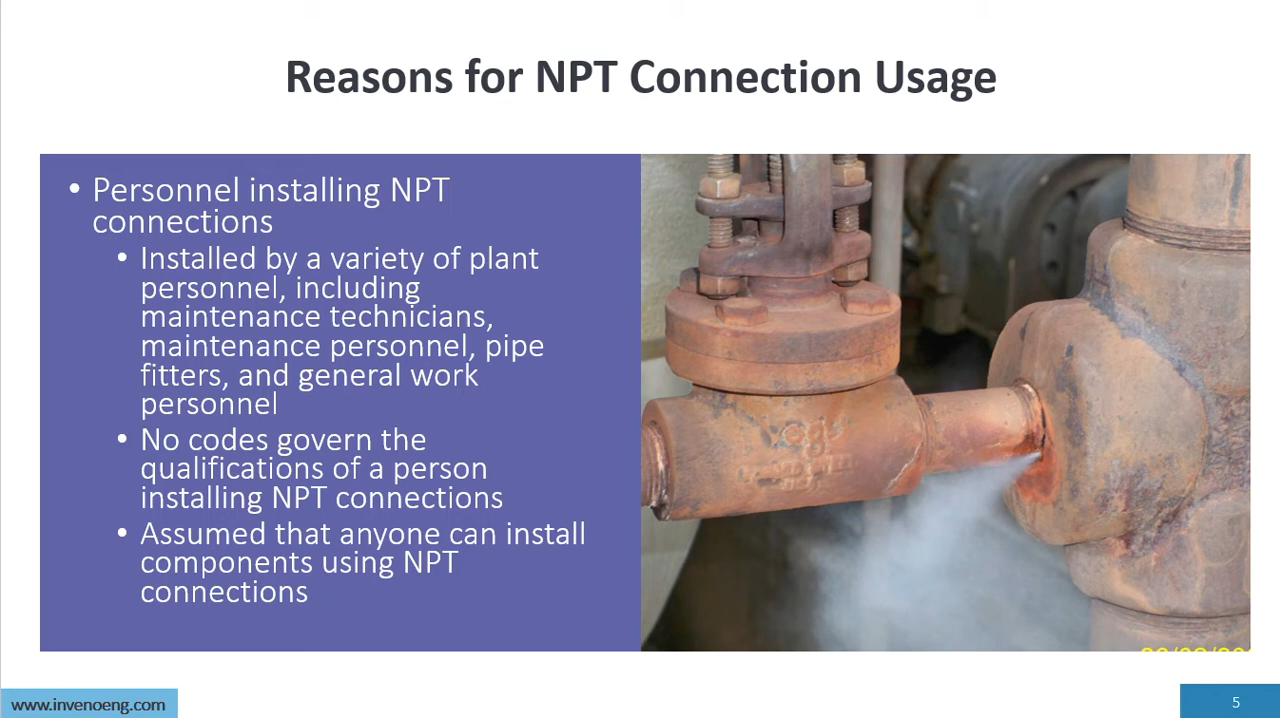 Reasons for NPT Connection Usage
• Personnel installing NPT
connections
• Installed by a variety of plant
personnel, including
maintenance technicians,
maintenance personnel, pipe
fitters, and general work
personnel
• No codes govern the
qualifications of a person
installing NPT connections
• Assumed that anyone can install
components using NPT
connections
www.invenoeng.com
5